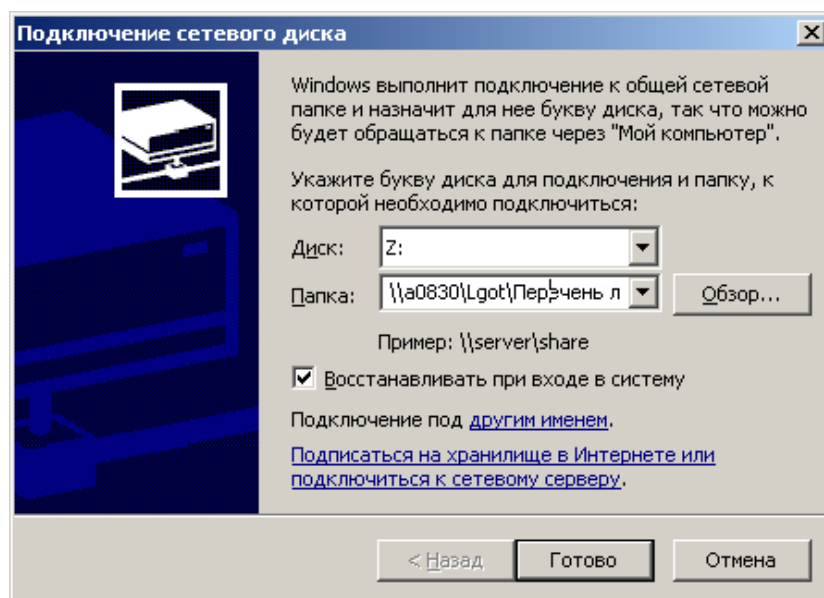 Подключение сетевого диска
Windows выполнит подключение к общей сетевой
папке и назначит для нее букву диска, так что можно
будет обращаться к папке через "Мой компьютер".
Укажите букву диска для подключения и папку, к
которой необходимо подключиться:
Диск: Z:
Папка: \\a0830\Lgot\Перечень л Обзор...
Пример: \\server\share
Восстанавливать при входе в систему
Подключение под другим именем.
Подписаться на хранилище в Интернете или
подключиться к сетевому серверу.
< Назад Готово Отмена